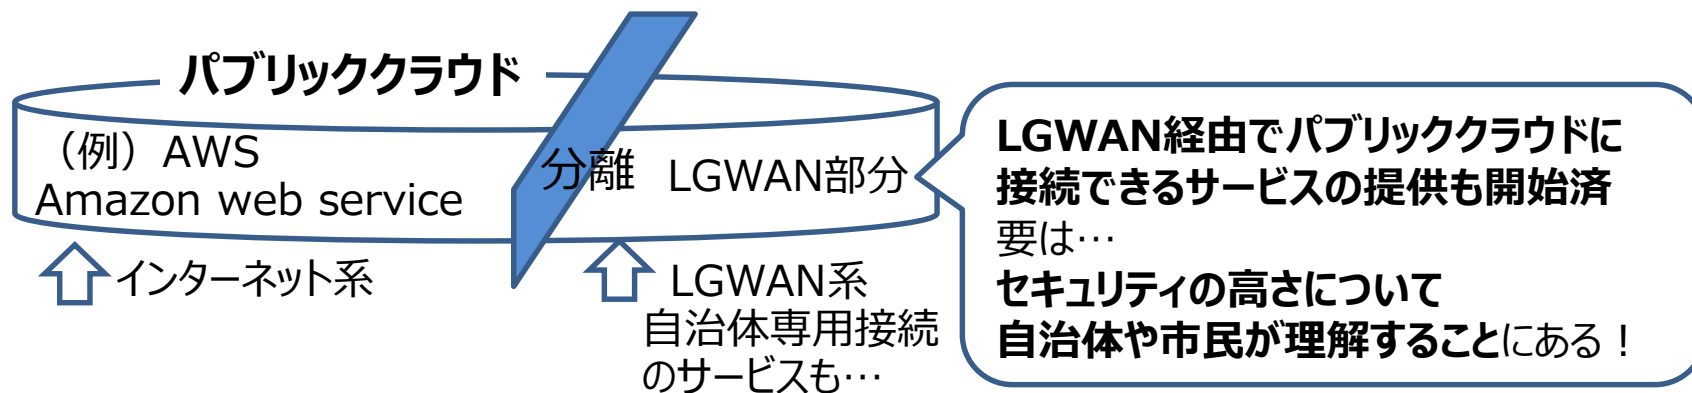 パブリッククラウド
（例）AWS
Amazon web service
分離
LGWAN部分
インターネット系
LGWAN系
自治体専用接続
のサービスも…
LGWAN経由でパブリッククラウドに
接続できるサービスの提供も開始済
要は…
セキュリティの高さについて
自治体や市民が理解することにある！